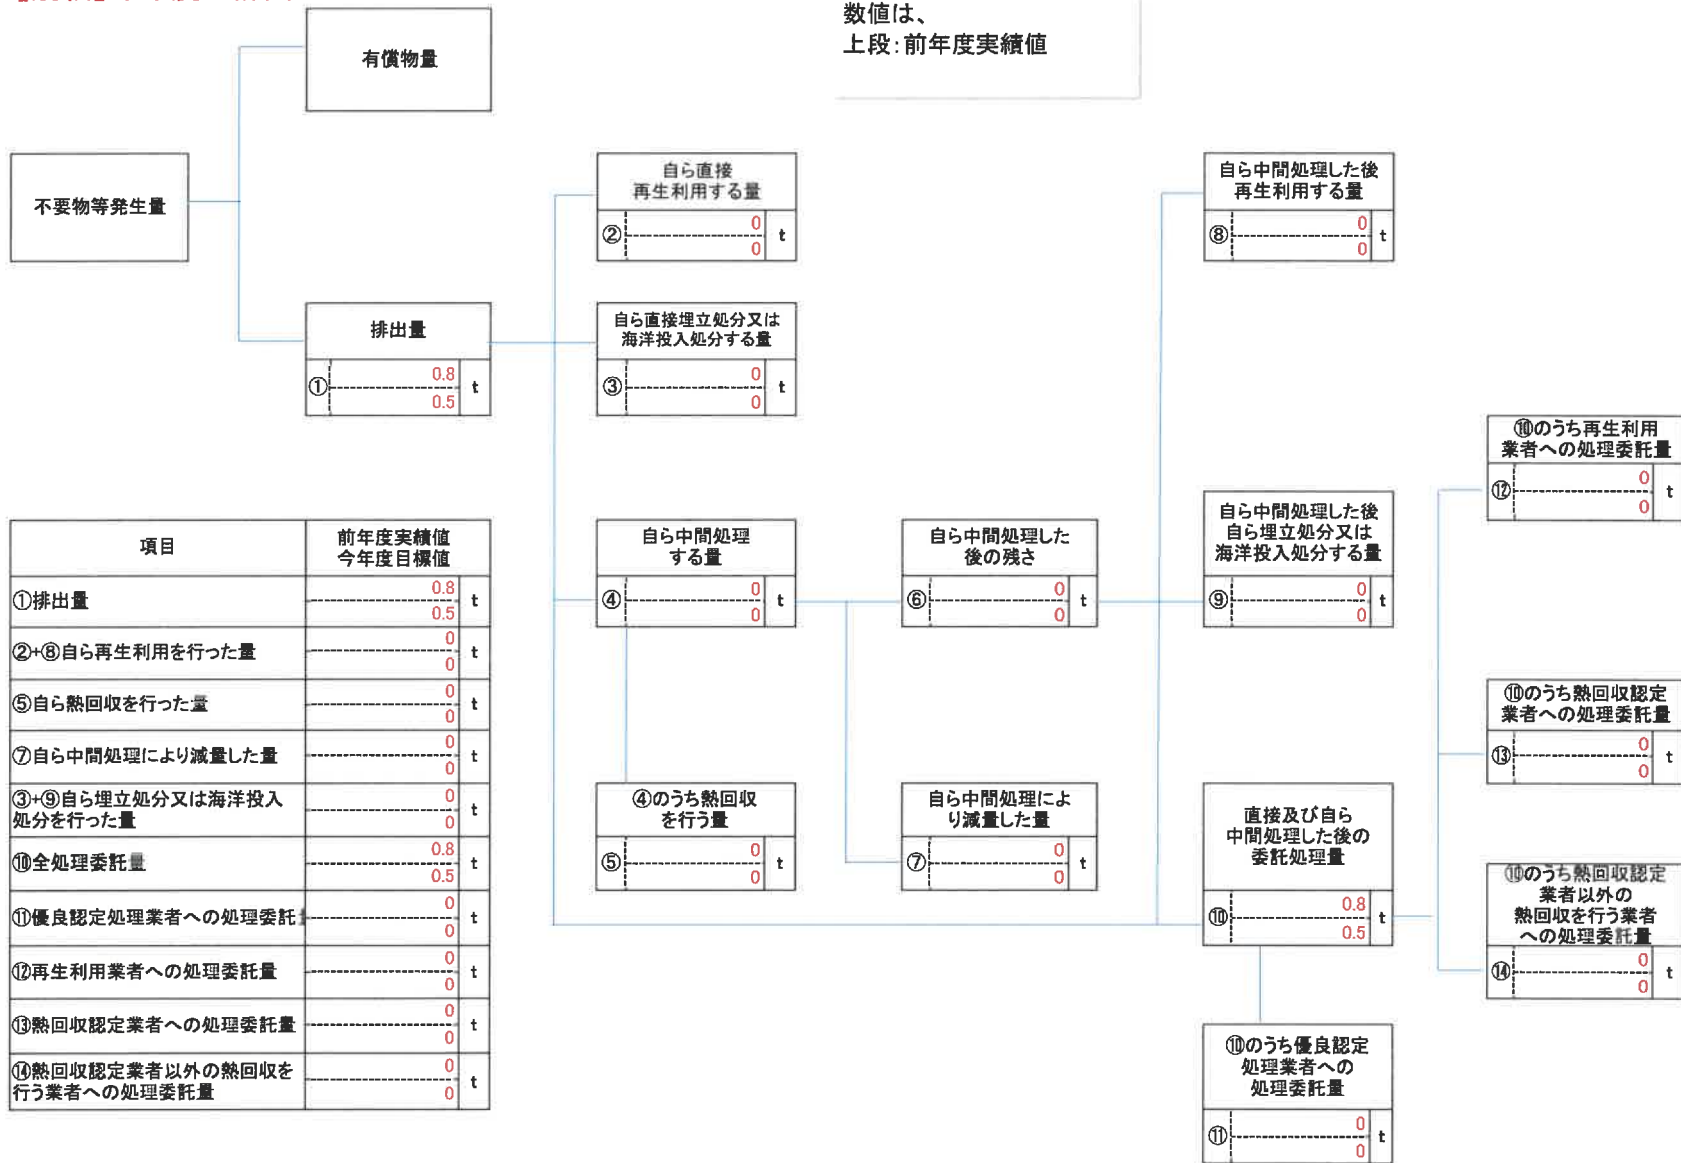 数値は、
上段:前年度実績値
有償物量
不要物等発生量
排出量
① 0.8 t
0.5
自ら直接
再生利用する量
② 0 t
0
自ら直接埋立処分又は
海洋投入処分する量
③ 0 t
0
自ら中間処理
する量
④ 0 t
0
④のうち熱回収
を行う量
⑤ 0 t
0
自ら中間処理した
後の残さ
⑥ 0 t
0
自ら中間処理によ
り減量した量
⑦ 0 t
0
自ら中間処理した後
再生利用する量
⑧ 0 t
0
自ら中間処理した後
自ら埋立処分又は
海洋投入処分する量
⑨ 0 t
0
直接及び自ら
中間処理した後の
委託処理量
⑩ 0.8 t
0.5
⑩のうち優良認定
処理業者への
処理委託量
⑪ 0 t
0
⑩のうち再生利用
業者への処理委託量
⑫ 0 t
0
⑩のうち熱回収認定
業者への処理委託量
⑬ 0 t
0
⑩のうち熱回収認定
業者以外の
熱回収を行う業者
への処理委託量
⑭ 0 t
0
項目
前年度実績値
今年度目標値
①排出量 0.8 t
0.5
②+⑧自ら再生利用を行った量 0 t
0
⑤自ら熱回収を行った量 0 t
0
⑦自ら中間処理により減量した量 0 t
0
③+⑨自ら埋立処分又は海洋投入
処分を行った量 0 t
0
⑩全処理委託量 0.8 t
0.5
⑪優良認定処理業者への処理委託 0 t
0
⑫再生利用業者への処理委託量 0 t
0
⑬熱回収認定業者への処理委託量 0 t
0
⑭熱回収認定業者以外の熱回収を
行う業者への処理委託量 0 t
0